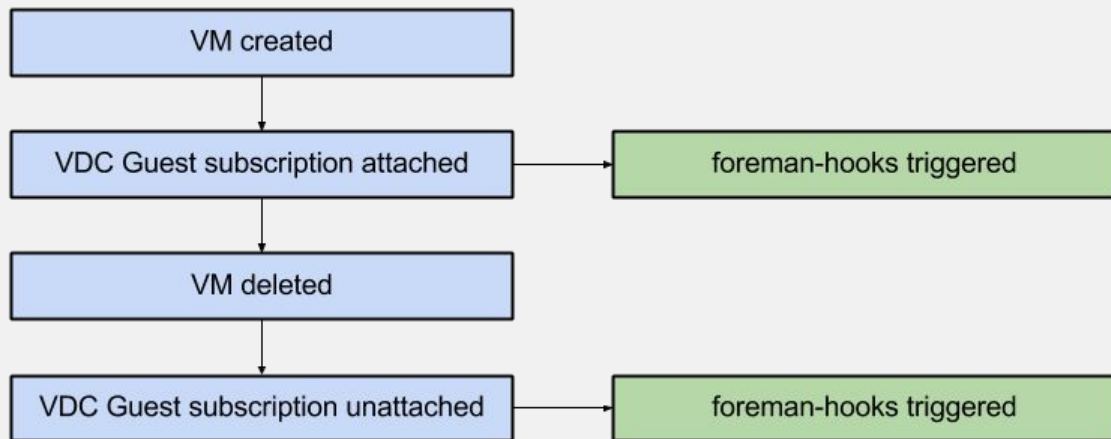 VM created
VDC Guest subscription attached
foreman-hooks triggered
VM deleted
VDC Guest subscription unattached
foreman-hooks triggered